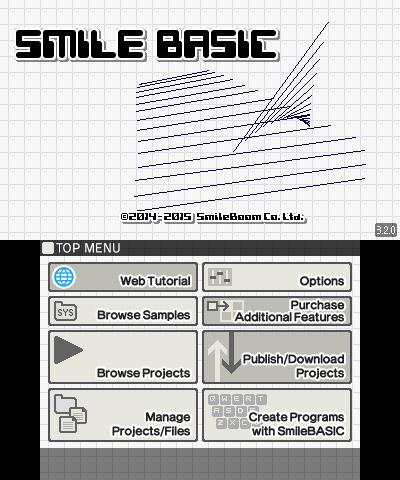 SMILE BASIC
©2014-2015 SmileBoom Co. Ltd.
3.2.0
TOP MENU
Web Tutorial
Options
SYS
Browse Samples
Purchase
Additional Features
Browse Projects
Publish/Download
Projects
Manage
Projects/Files
QWERT
ASDG
ZXC
Create Programs
with SmileBASIC